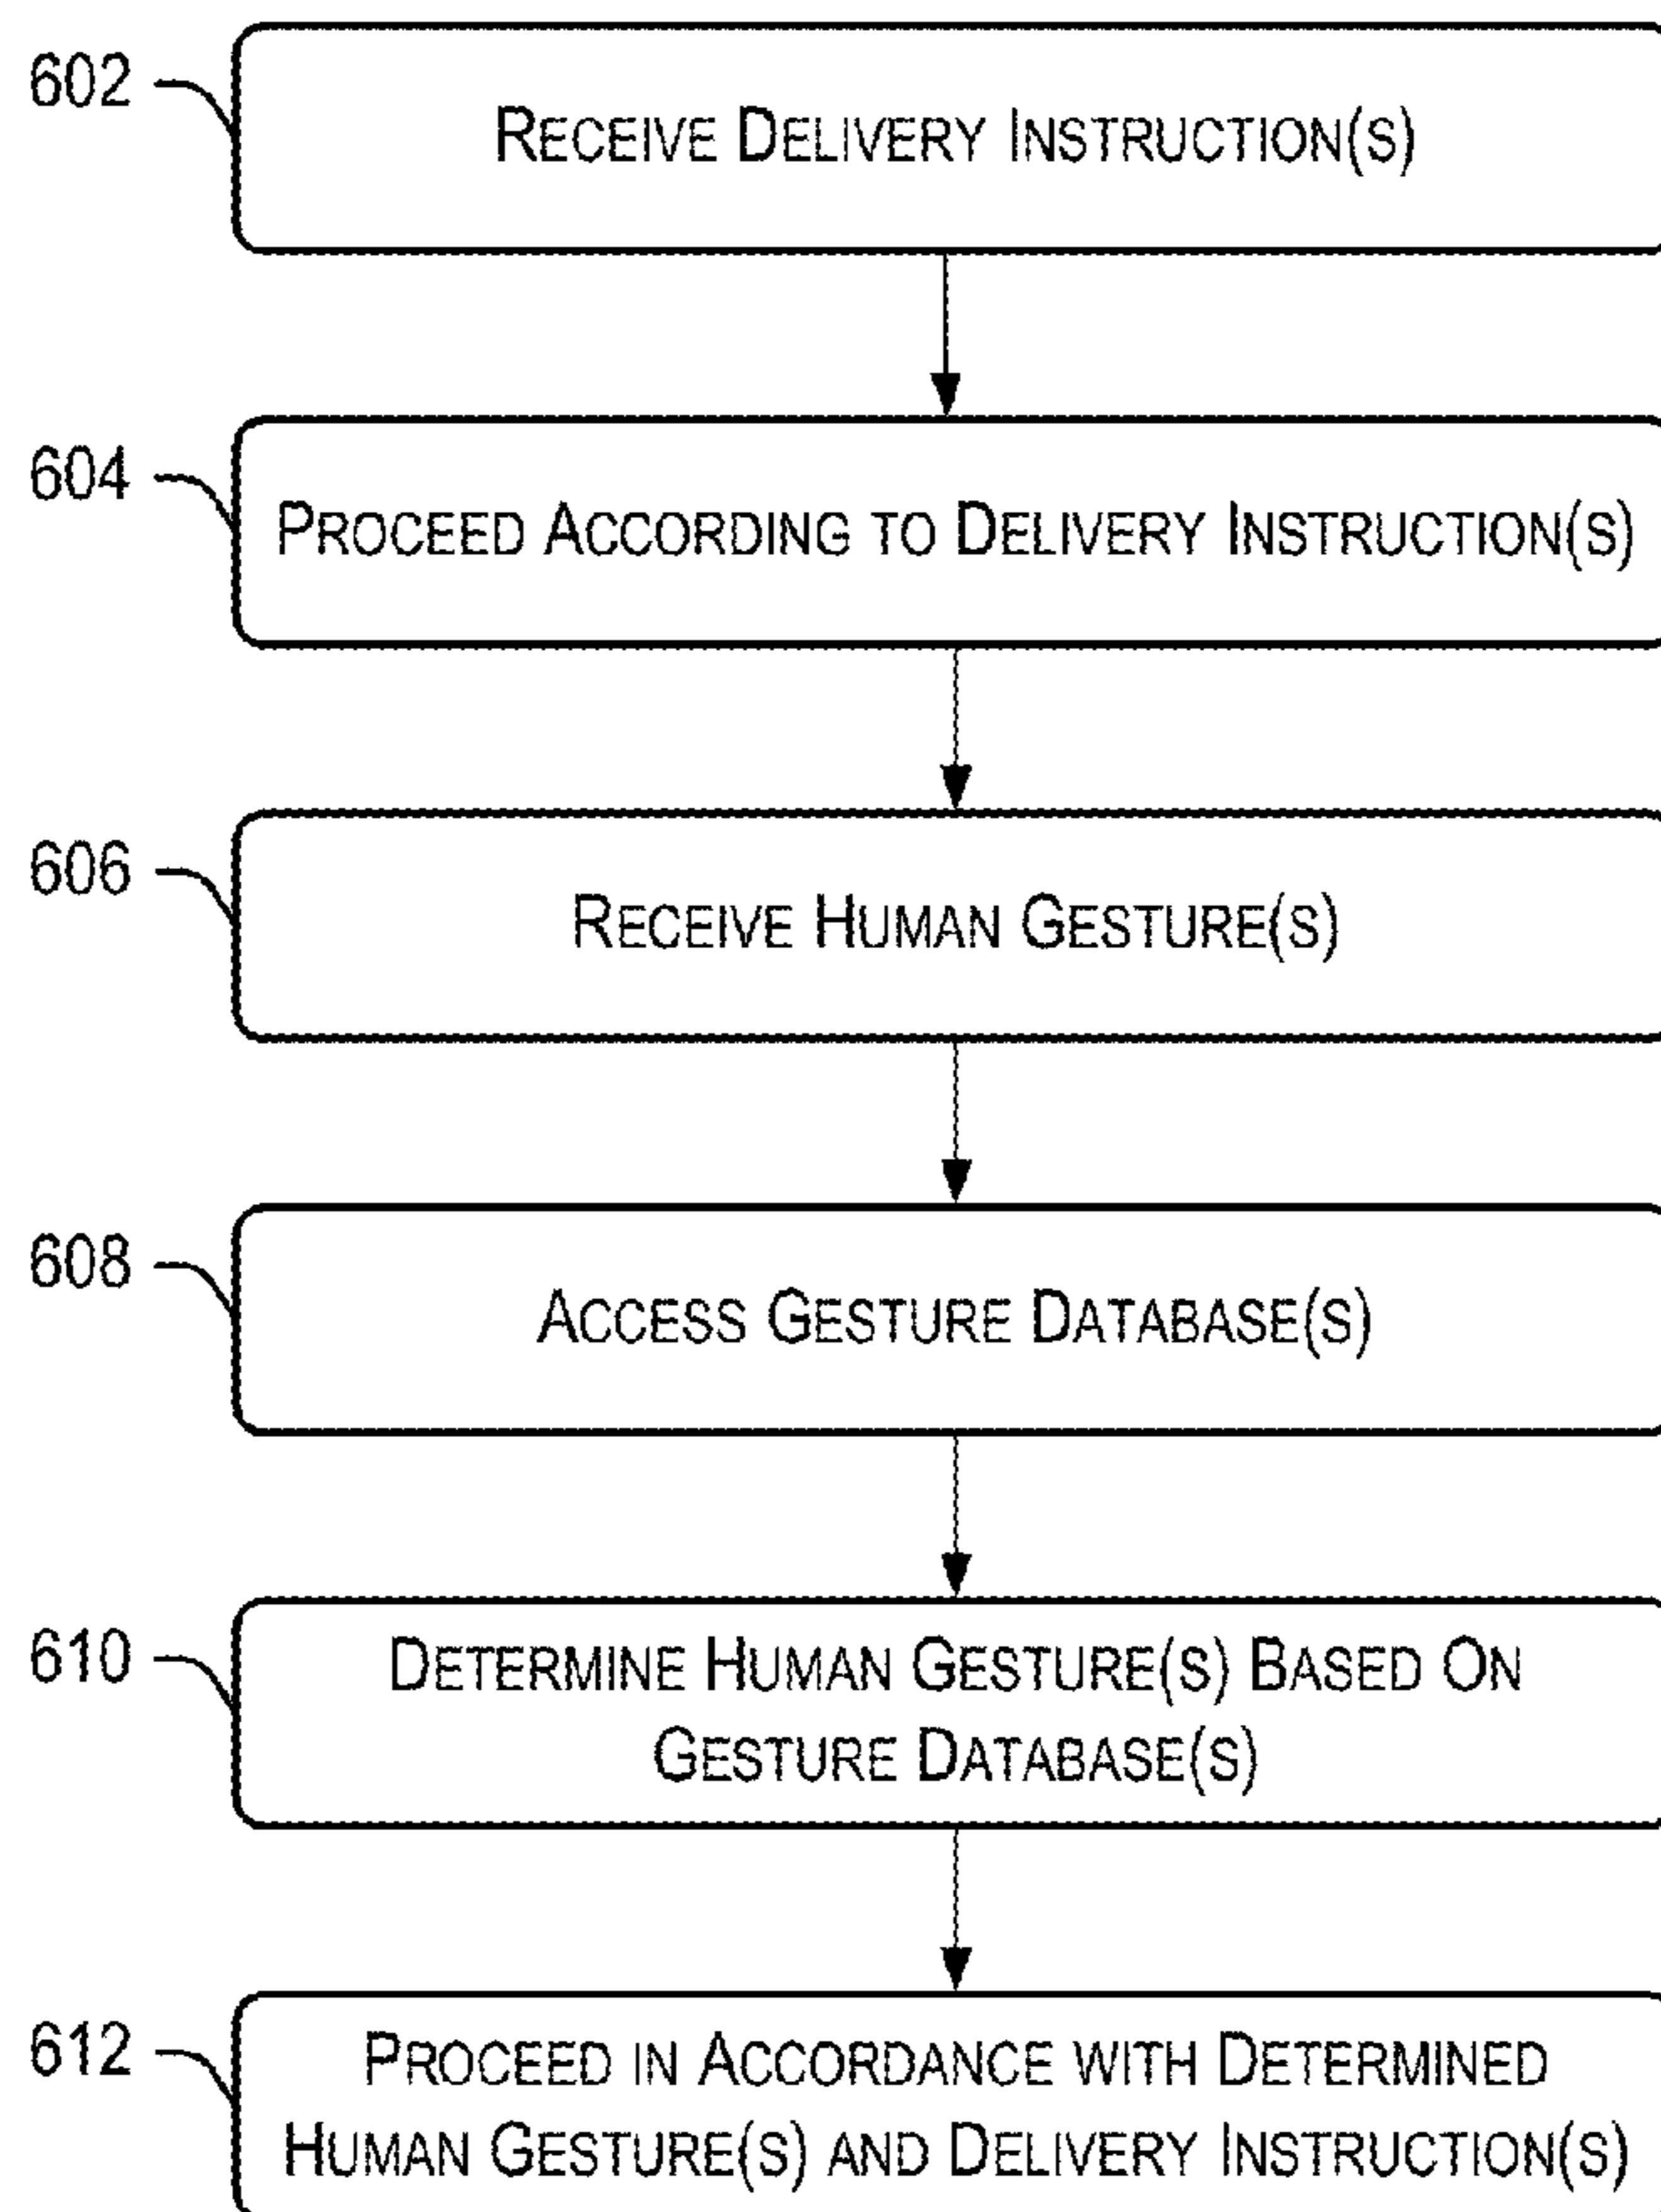 602
RECEIVE DELIVERY INSTRUCTION(S)
604
PROCEED ACCORDING TO DELIVERY INSTRUCTION(S)
606
RECEIVE HUMAN GESTURE(S)
608
ACCESS GESTURE DATABASE(S)
610
DETERMINE HUMAN GESTURE(S) BASED ON
GESTURE DATABASE(S)
612
PROCEED IN ACCORDANCE WITH DETERMINED
HUMAN GESTURE(S) AND DELIVERY INSTRUCTION(S)